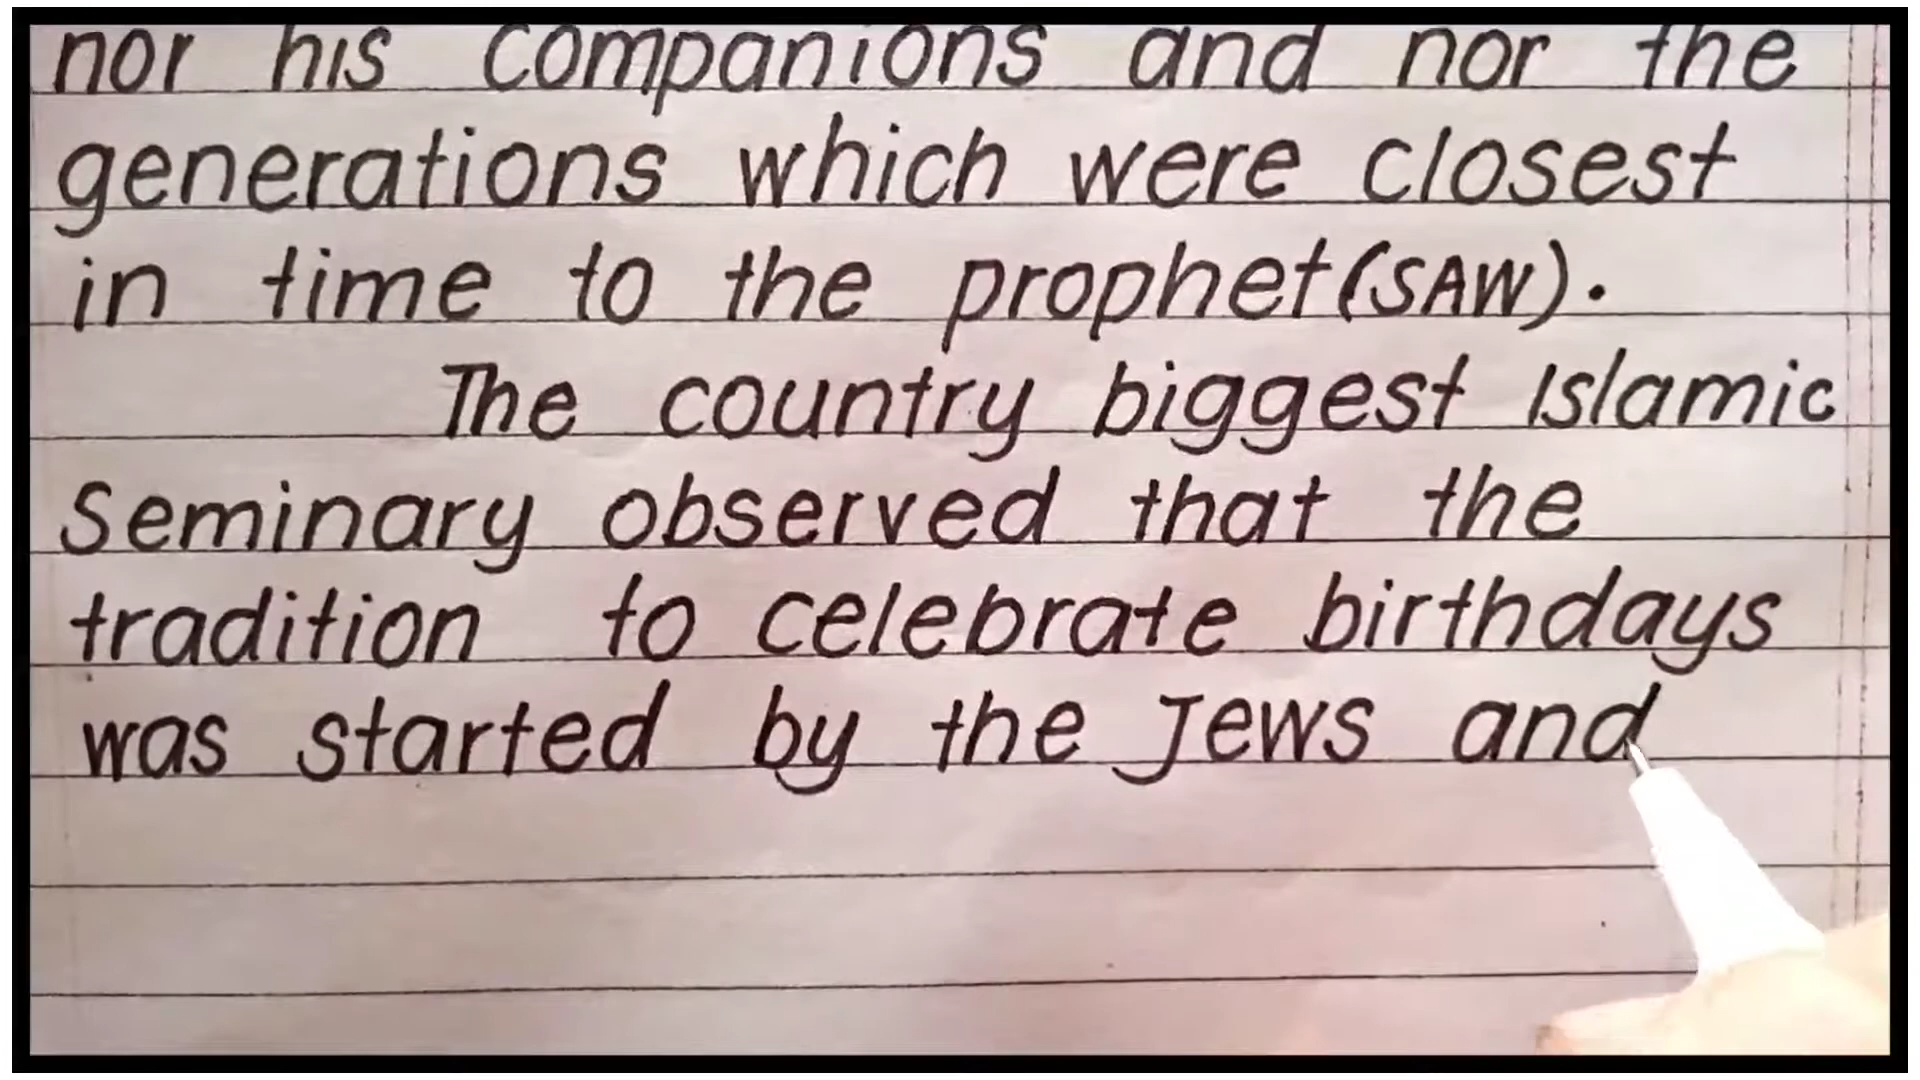 nor his companions and nor the
generations which were closest
in time to the prophet(SAW).
The country biggest Islamic
Seminary observed that the
tradition to celebrate birthdays
was started by the Jews and